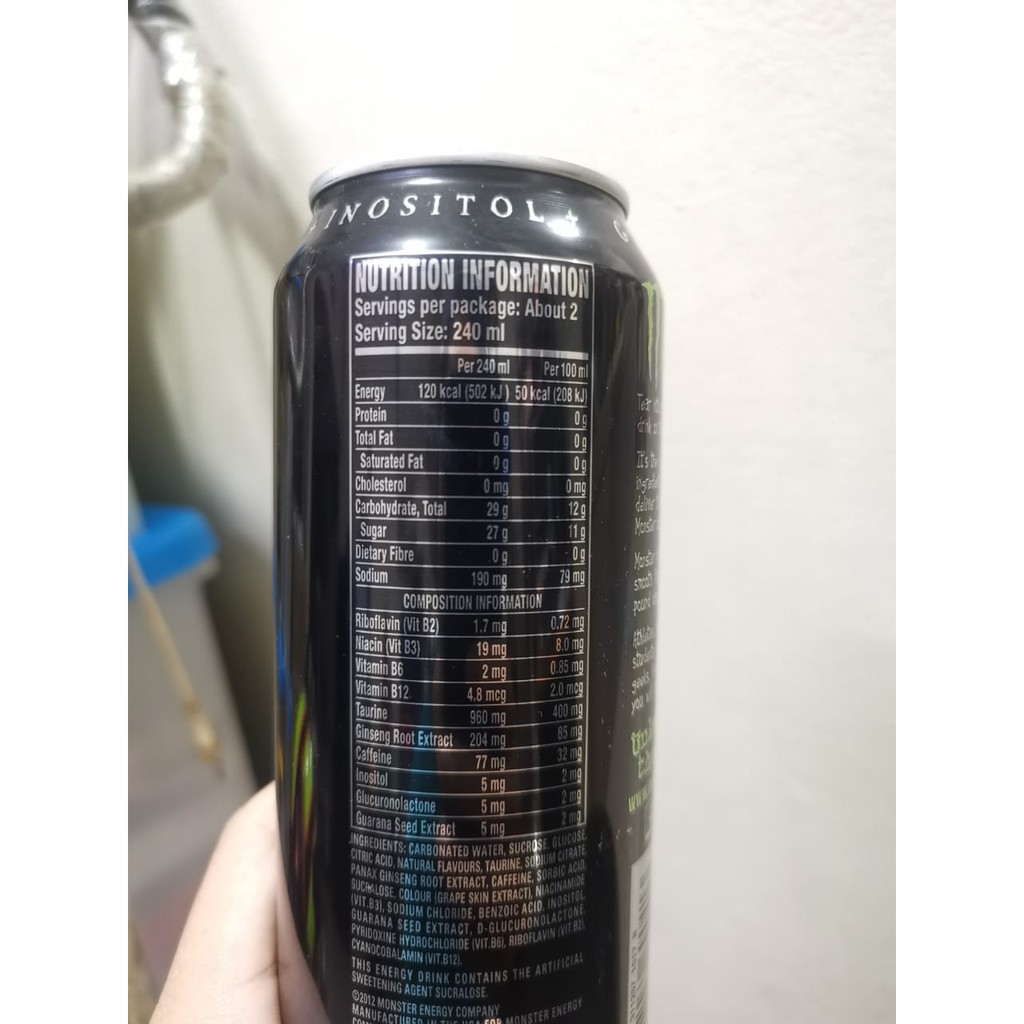 INOSITOL +
NUTRITION INFORMATION
Servings per package: About 2
Serving Size: 240 ml
Per 240 ml Per 100 ml
Energy 120 kcal (502 kJ) 50 kcal (208 kJ)
Protein 0 g 0 g
Total Fat 0 g 0 g
Saturated Fat 0 g 0 g
Cholesterol 0 mg 0 mg
Carbohydrate, Total 29 g 12 g
Sugar 27 g 11 g
Dietary Fibre 0 g 0 g
Sodium 190 mg 79 mg
COMPOSITION INFORMATION
Riboflavin (Vit B2) 1.7 mg 0.72 mg
Niacin (Vit B3) 19 mg 8.0 mg
Vitamin B6 2 mg 0.85 mg
Vitamin B12 4.8 mcg 2.0 mcg
Taurine 960 mg 400 mg
Ginseng Root Extract 204 mg 85 mg
Caffeine 77 mg 32 mg
Inositol 5 mg 2 mg
Glucuronolactone 5 mg 2 mg
Guarana Seed Extract 5 mg 2 mg
INGREDIENTS: CARBONATED WATER, SUCROSE, GLUCOSE,
CITRIC ACID, NATURAL FLAVOURS, TAURINE, SODIUM CITRATE,
PANAX GINSENG ROOT EXTRACT, CAFFEINE, SORBIC ACID,
SUCRALOSE, COLOUR (GRAPE SKIN EXTRACT), NIACINAMIDE
(VIT.B3), SODIUM CHLORIDE, BENZOIC ACID, INOSITOL,
GUARANA SEED EXTRACT, D-GLUCURONOLACTONE,
PYRIDOXINE HYDROCHLORIDE (VIT.B6), RIBOFLAVIN (VIT.B2),
CYANOCOBALAMIN (VIT.B12).
THIS ENERGY DRINK CONTAINS THE ARTIFICIAL
SWEETENING AGENT SUCRALOSE.
©2012 MONSTER ENERGY COMPANY
MANUFACTURED IN THE USA FOR MONSTER ENERGY
Tear
drink
It's the
deliver
Monster
Monster
smooth